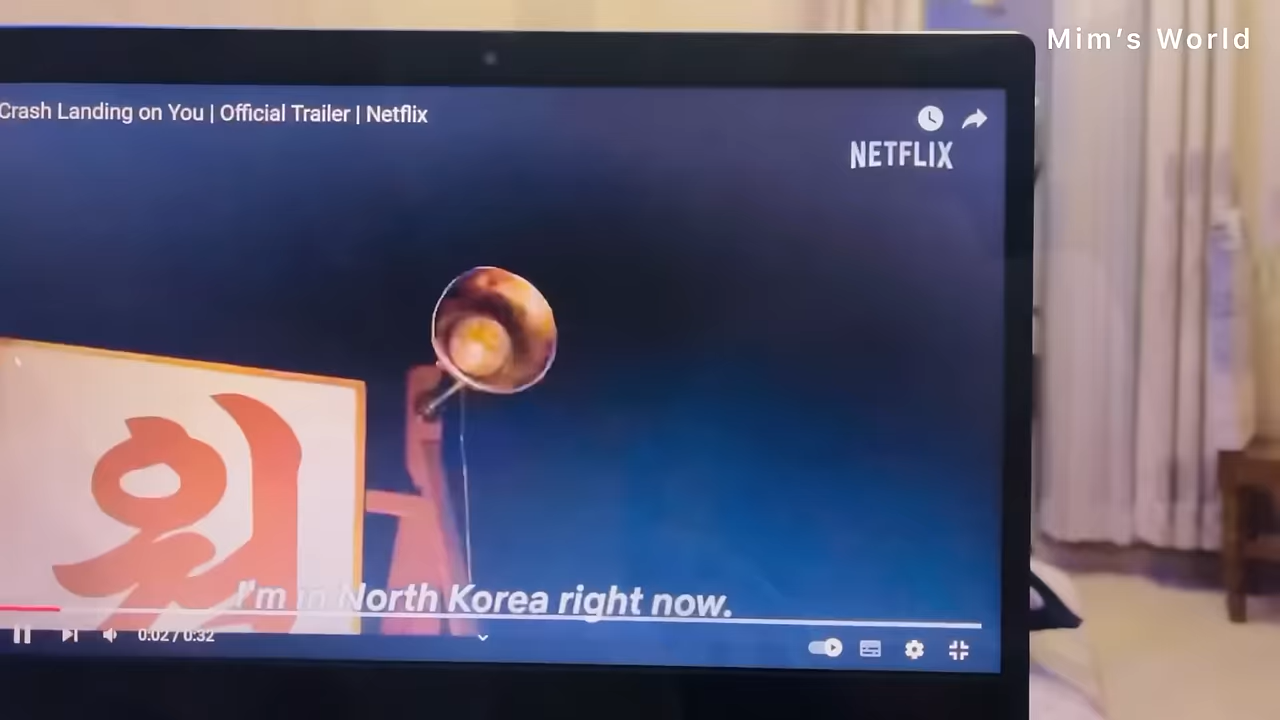 Mim's World
Crash Landing on You | Official Trailer | Netflix
NETFLIX
I'm in North Korea right now.
0:02 / 0:32